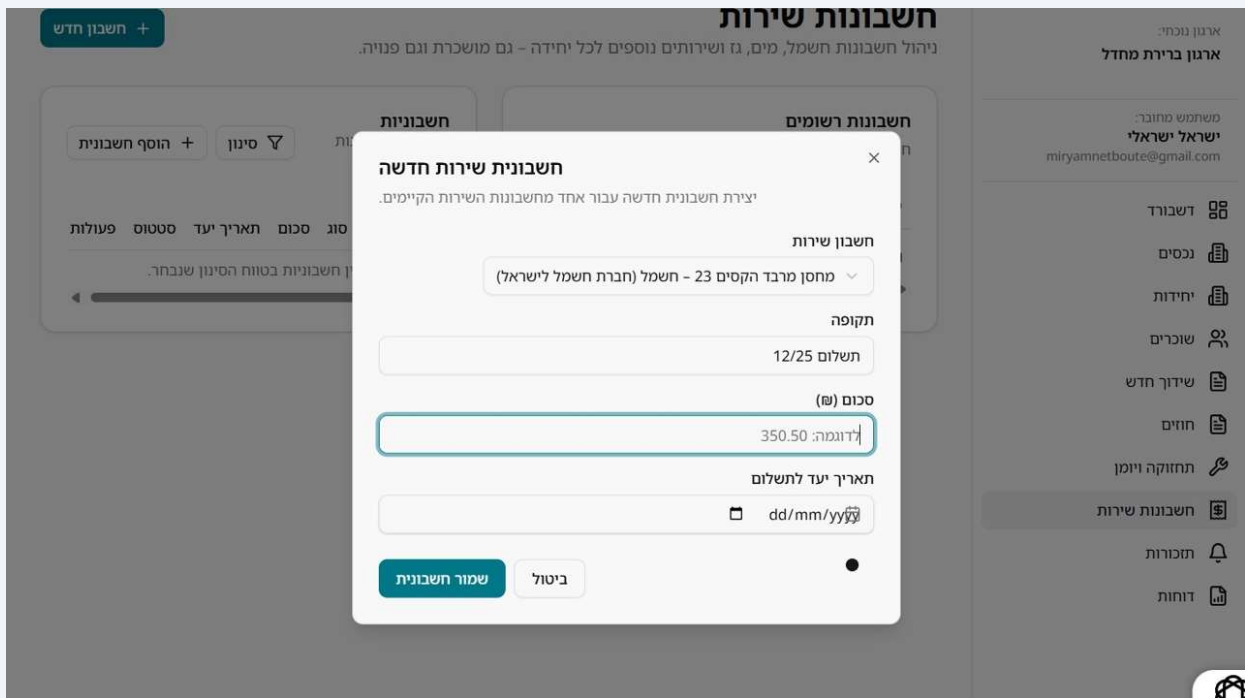 ארגון נוכחי:
ארגון ברירת מחדל
משתמש מחובר:
ישראל ישראלי
miryamnetboute@gmail.com
דשבורד
נכסים
יחידות
שוכרים
שידוך חדש
חוזים
תחזוקה ויומן
חשבונות שירות
תזכורות
דוחות
חשבונות שירות
ניהול חשבונות חשמל, מים, גז ושירותים נוספים לכל יחידה – גם מושכרת וגם פנויה.
+ חשבון חדש
חשבונות רשומים
חשבוניות
סינון
+ הוסף חשבונית
סוג סכום תאריך יעד סטטוס פעולות
חשבוניות בטווח הסינון שנבחר.
חשבונית שירות חדשה
יצירת חשבונית חדשה עבור אחד מחשבונות השירות הקיימים.
חשבון שירות
מחסן מרבד הקסים 23 – חשמל (חברת חשמל לישראל)
תקופה
תשלום 12/25
סכום (₪)
לדוגמה: 350.50
תאריך יעד לתשלום
dd/mm/yyyy
ביטול
שמור חשבונית